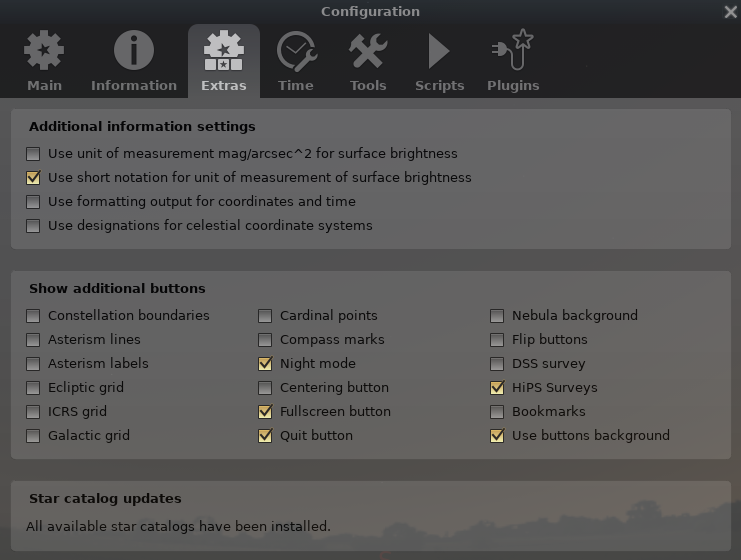 Configuration
Main Information Extras Time Tools Scripts Plugins
Additional information settings
Use unit of measurement mag/arcsec^2 for surface brightness
Use short notation for unit of measurement of surface brightness
Use formatting output for coordinates and time
Use designations for celestial coordinate systems
Show additional buttons
Constellation boundaries Cardinal points Nebula background
Asterism lines Compass marks Flip buttons
Asterism labels Night mode DSS survey
Ecliptic grid Centering button HiPS Surveys
ICRS grid Fullscreen button Bookmarks
Galactic grid Quit button Use buttons background
Star catalog updates
All available star catalogs have been installed.